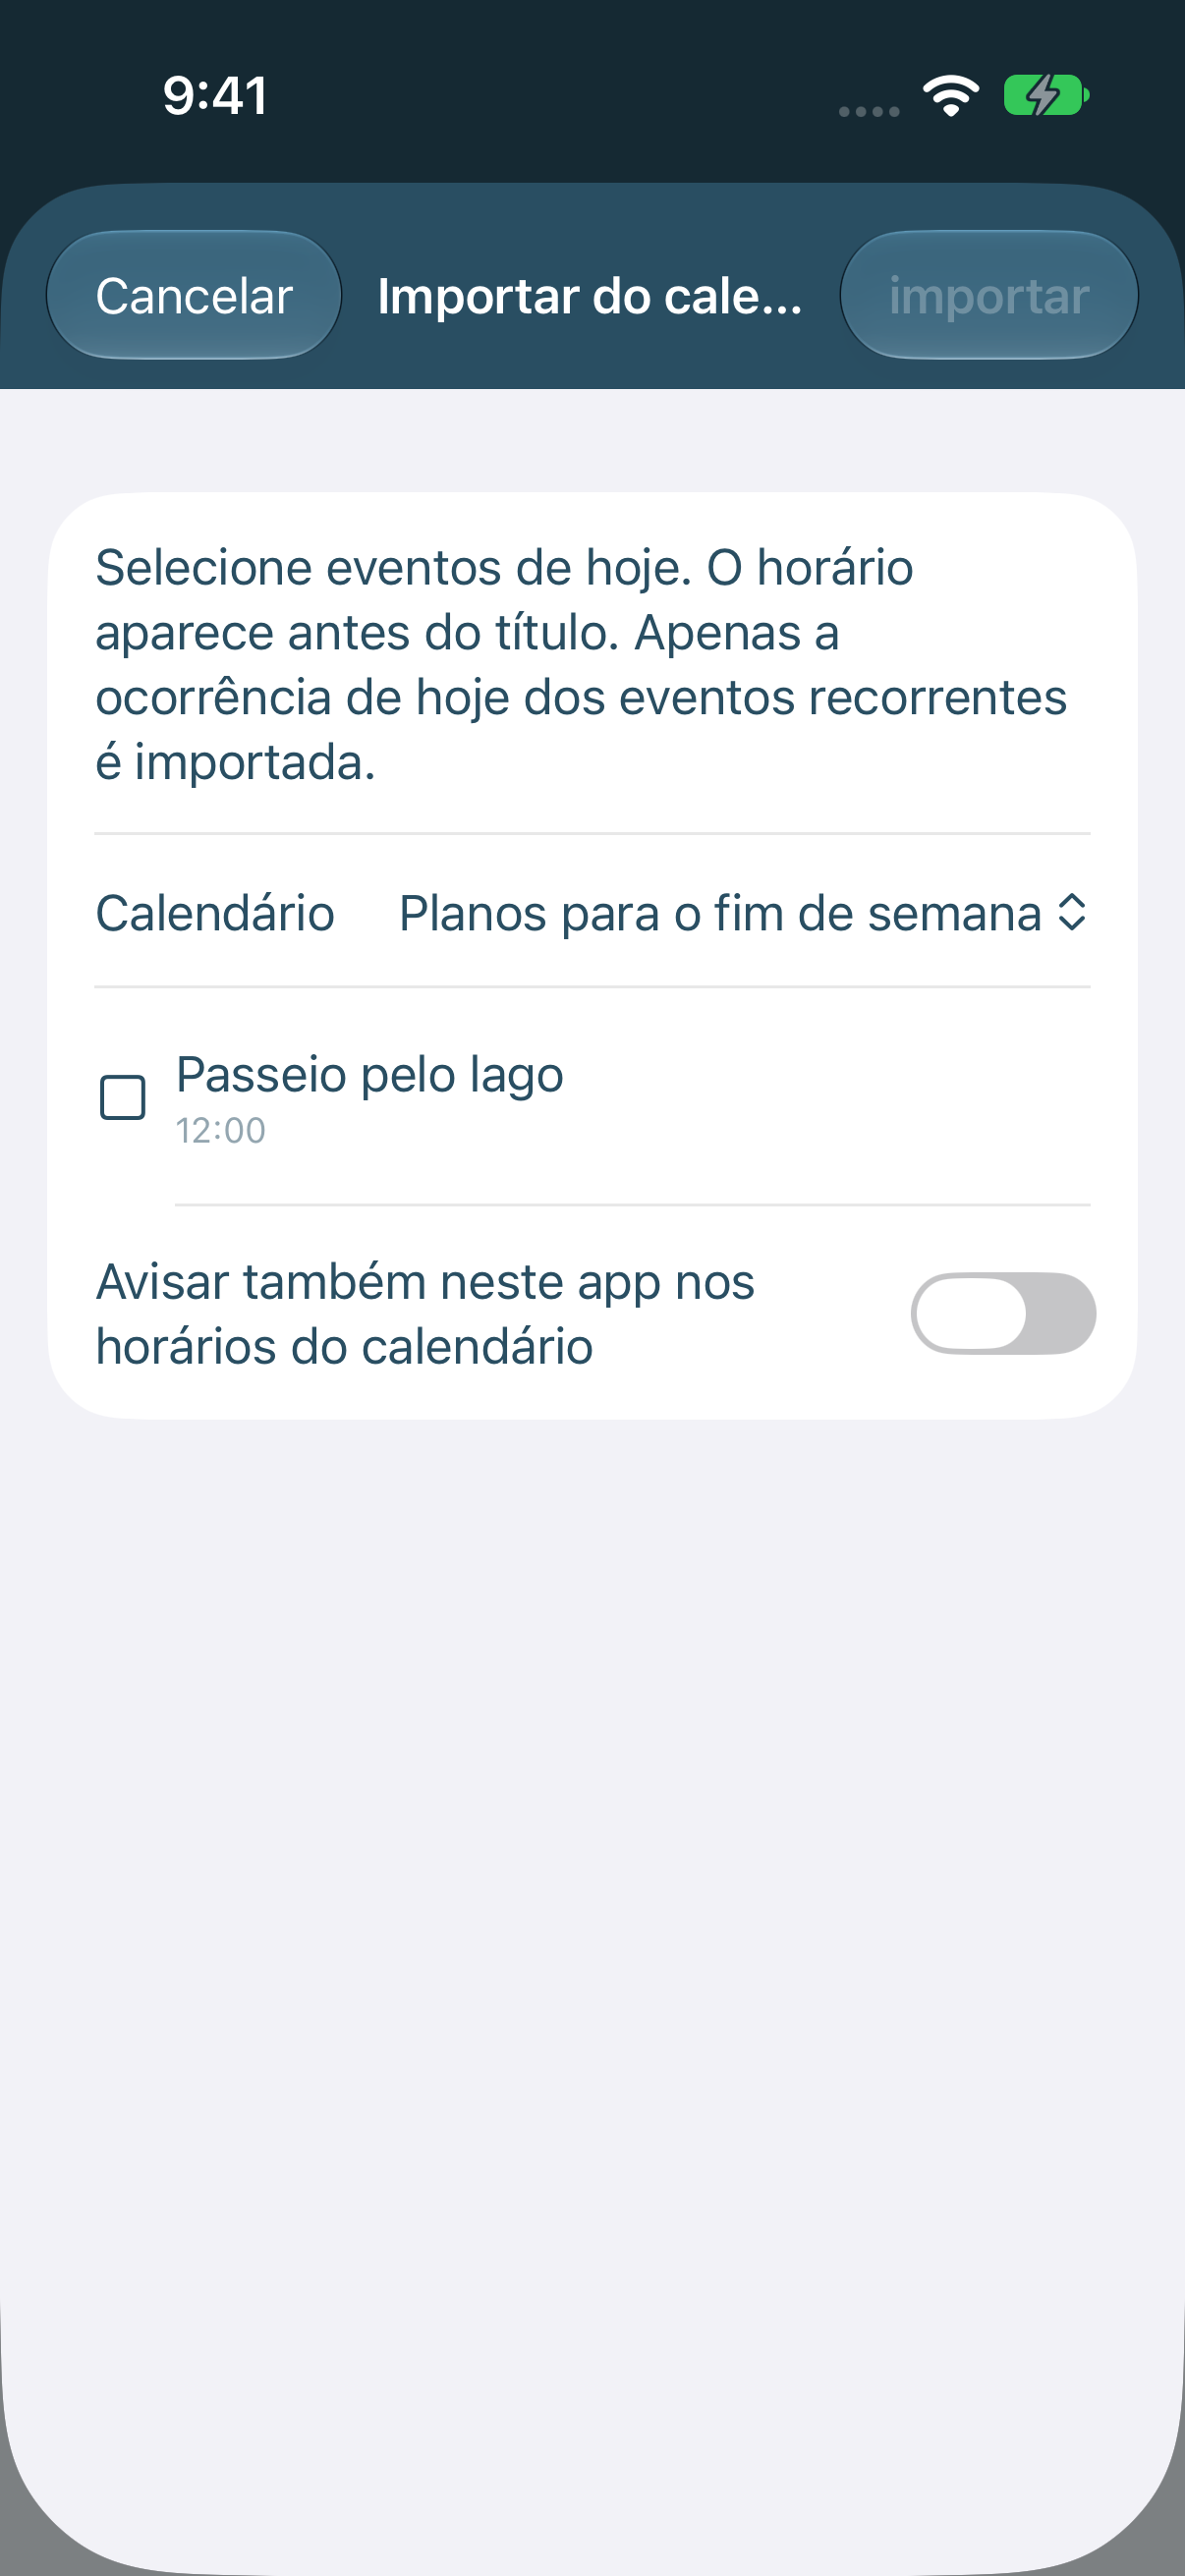 9:41
Cancelar
Importar do cale...
importar
Selecione eventos de hoje. O horário
aparece antes do título. Apenas a
ocorrência de hoje dos eventos recorrentes
é importada.
Calendário
Planos para o fim de semana
Passeio pelo lago
12:00
Avisar também neste app nos
horários do calendário